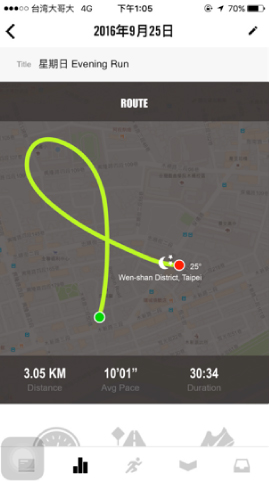 台湾大哥大 4G 下午1:05 70%
2016年9月25日
Title 星期日 Evening Run
ROUTE
25°
Wen-shan District, Taipei
3.05 KM 10'01" 30:34
Distance Avg Pace Duration